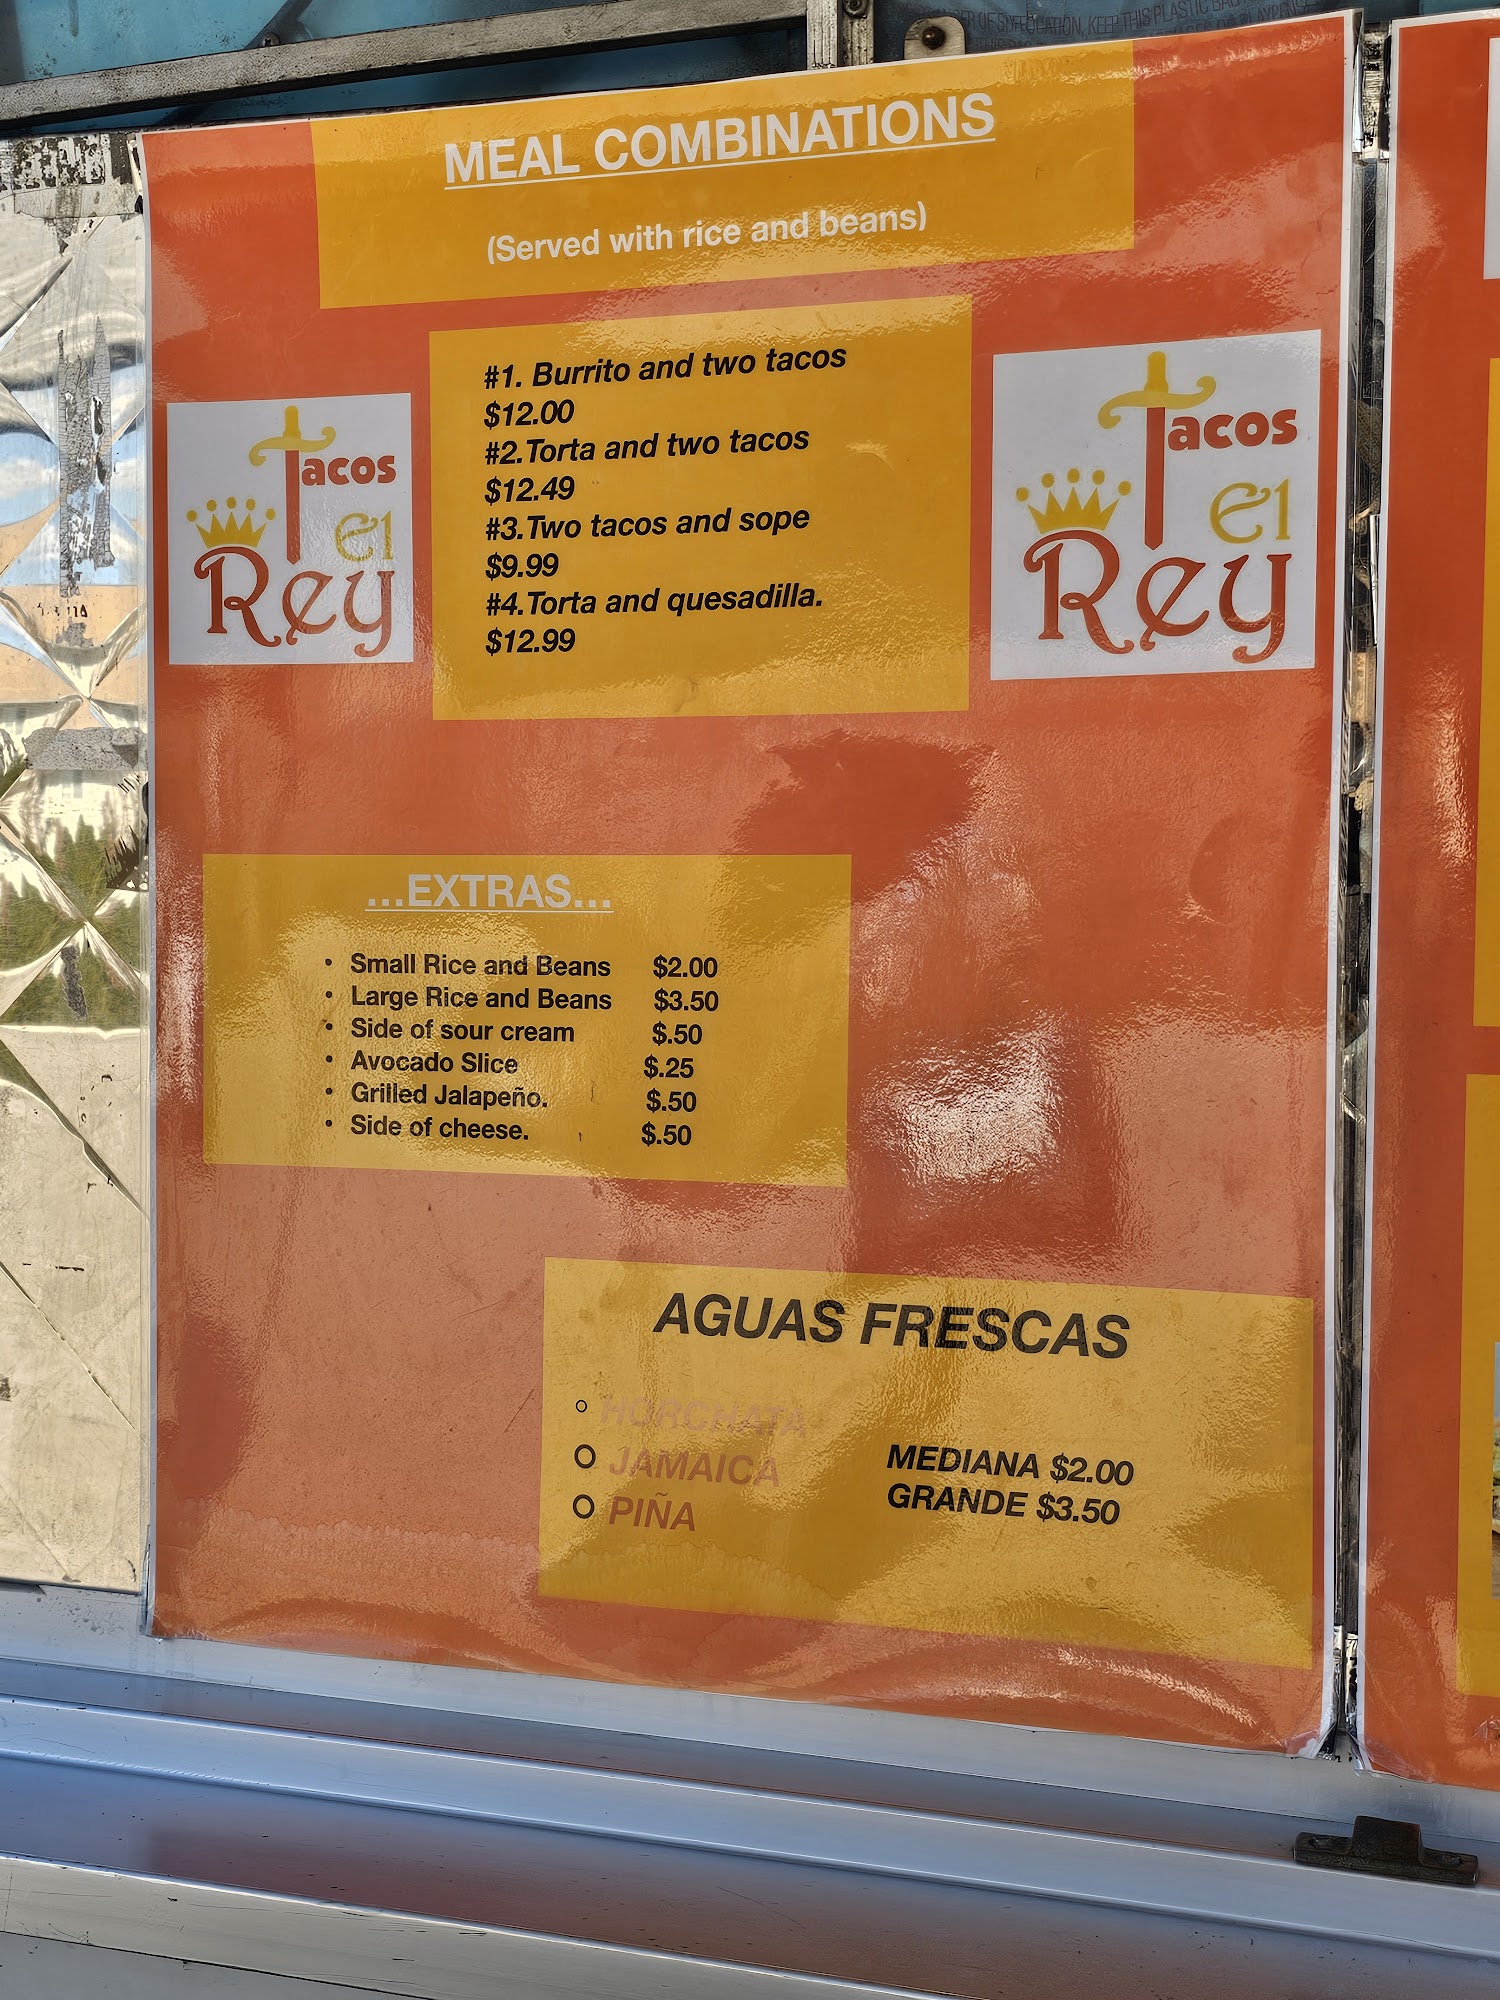 MEAL COMBINATIONS
(Served with rice and beans)
#1. Burrito and two tacos
$12.00
#2.Torta and two tacos
$12.49
#3.Two tacos and sope
$9.99
#4.Torta and quesadilla.
$12.99
Tacos
el
Rey
Tacos
el
Rey
...EXTRAS...
• Small Rice and Beans $2.00
• Large Rice and Beans $3.50
• Side of sour cream $.50
• Avocado Slice $.25
• Grilled Jalapeño. $.50
• Side of cheese. $.50
AGUAS FRESCAS
HORCHATA
JAMAICA
PIÑA
MEDIANA $2.00
GRANDE $3.50